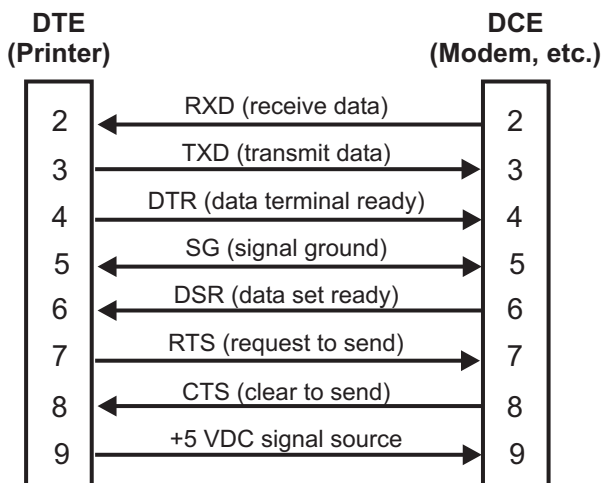 DTE DCE
(Printer) (Modem, etc.)
2 RXD (receive data) 2
3 TXD (transmit data) 3
4 DTR (data terminal ready) 4
5 SG (signal ground) 5
6 DSR (data set ready) 6
7 RTS (request to send) 7
8 CTS (clear to send) 8
9 +5 VDC signal source 9